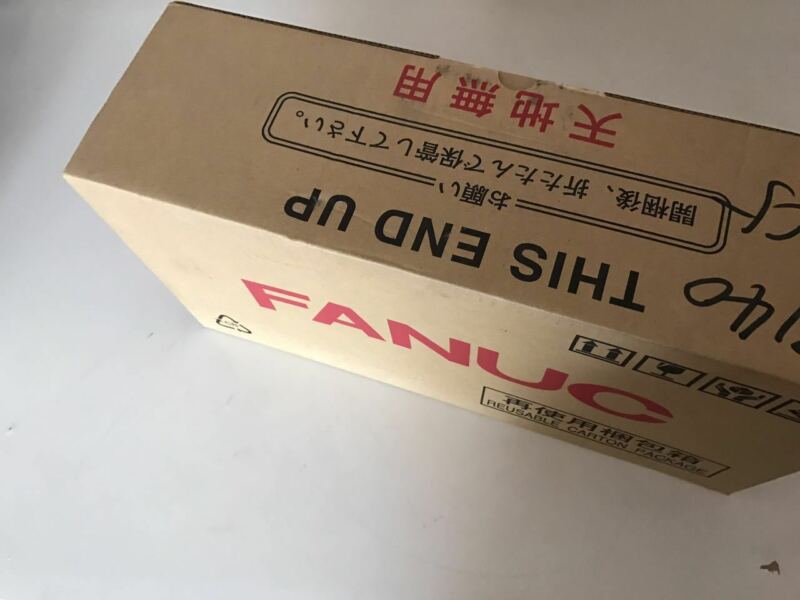 天地無用
お願い
開梱後、折たたんで保管して下さい。
THIS END UP
FANUC
再使用梱包箱
REUSABLE CARTON PACKAGE